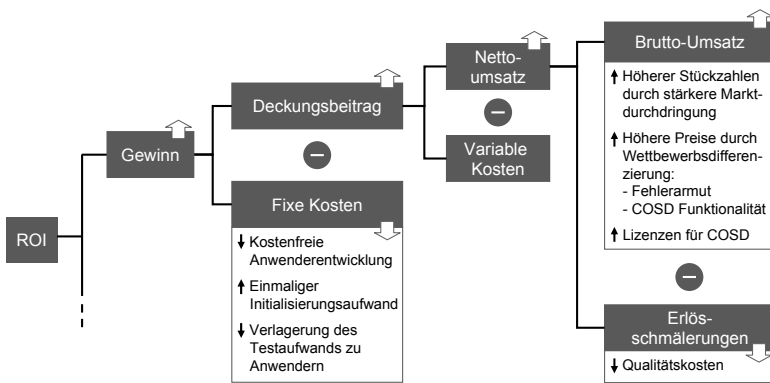 ROI
Gewinn
Deckungsbeitrag
Fixe Kosten
Kostenfreie
Anwenderentwicklung
Einmaliger
Initialisierungsaufwand
Verlagerung des
Testaufwands zu
Anwendern
Netto-
umsatz
Variable
Kosten
Brutto-Umsatz
Höherer Stückzahlen
durch stärkere Markt-
durchdringung
Höhere Preise durch
Wettbewerbsdifferen-
zierung:
- Fehlerarmut
- COSD Funktionalität
Lizenzen für COSD
Erlös-
schmälerungen
Qualitätskosten